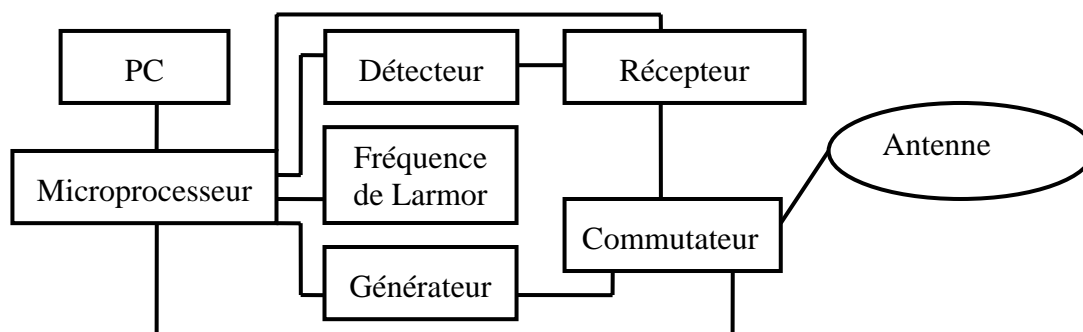 PC
Détecteur
Récepteur
Antenne
Microprocesseur
Fréquence
de Larmor
Commutateur
Générateur